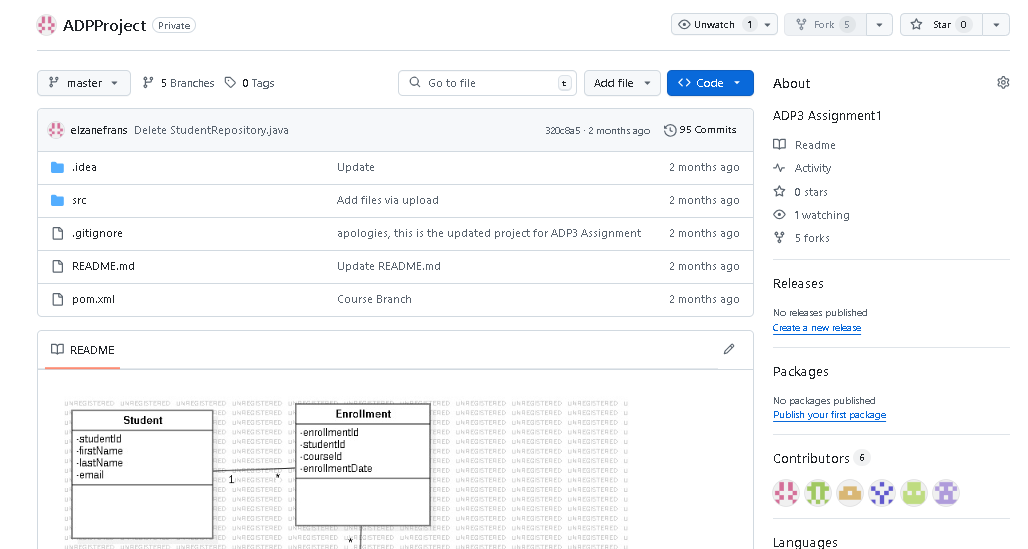 ADPProject Private
Unwatch 1
Fork 5
Star 0
master
5 Branches
0 Tags
Go to file t
Add file
Code
elzanefrans Delete StudentRepository.java 320c8a5 · 2 months ago 95 Commits
.idea Update 2 months ago
src Add files via upload 2 months ago
.gitignore apologies, this is the updated project for ADP3 Assignment 2 months ago
README.md Update README.md 2 months ago
pom.xml Course Branch 2 months ago
README
Student
-studentId
-firstName
-lastName
-email
1
*
Enrollment
-enrollmentId
-studentId
-courseId
-enrollmentDate
*
UNREGISTERED UNREGISTERED UNREGISTERED UNREGISTERED UNREGISTERED
About
ADP3 Assignment1
Readme
Activity
0 stars
1 watching
5 forks
Releases
No releases published
Create a new release
Packages
No packages published
Publish your first package
Contributors 6
Languages